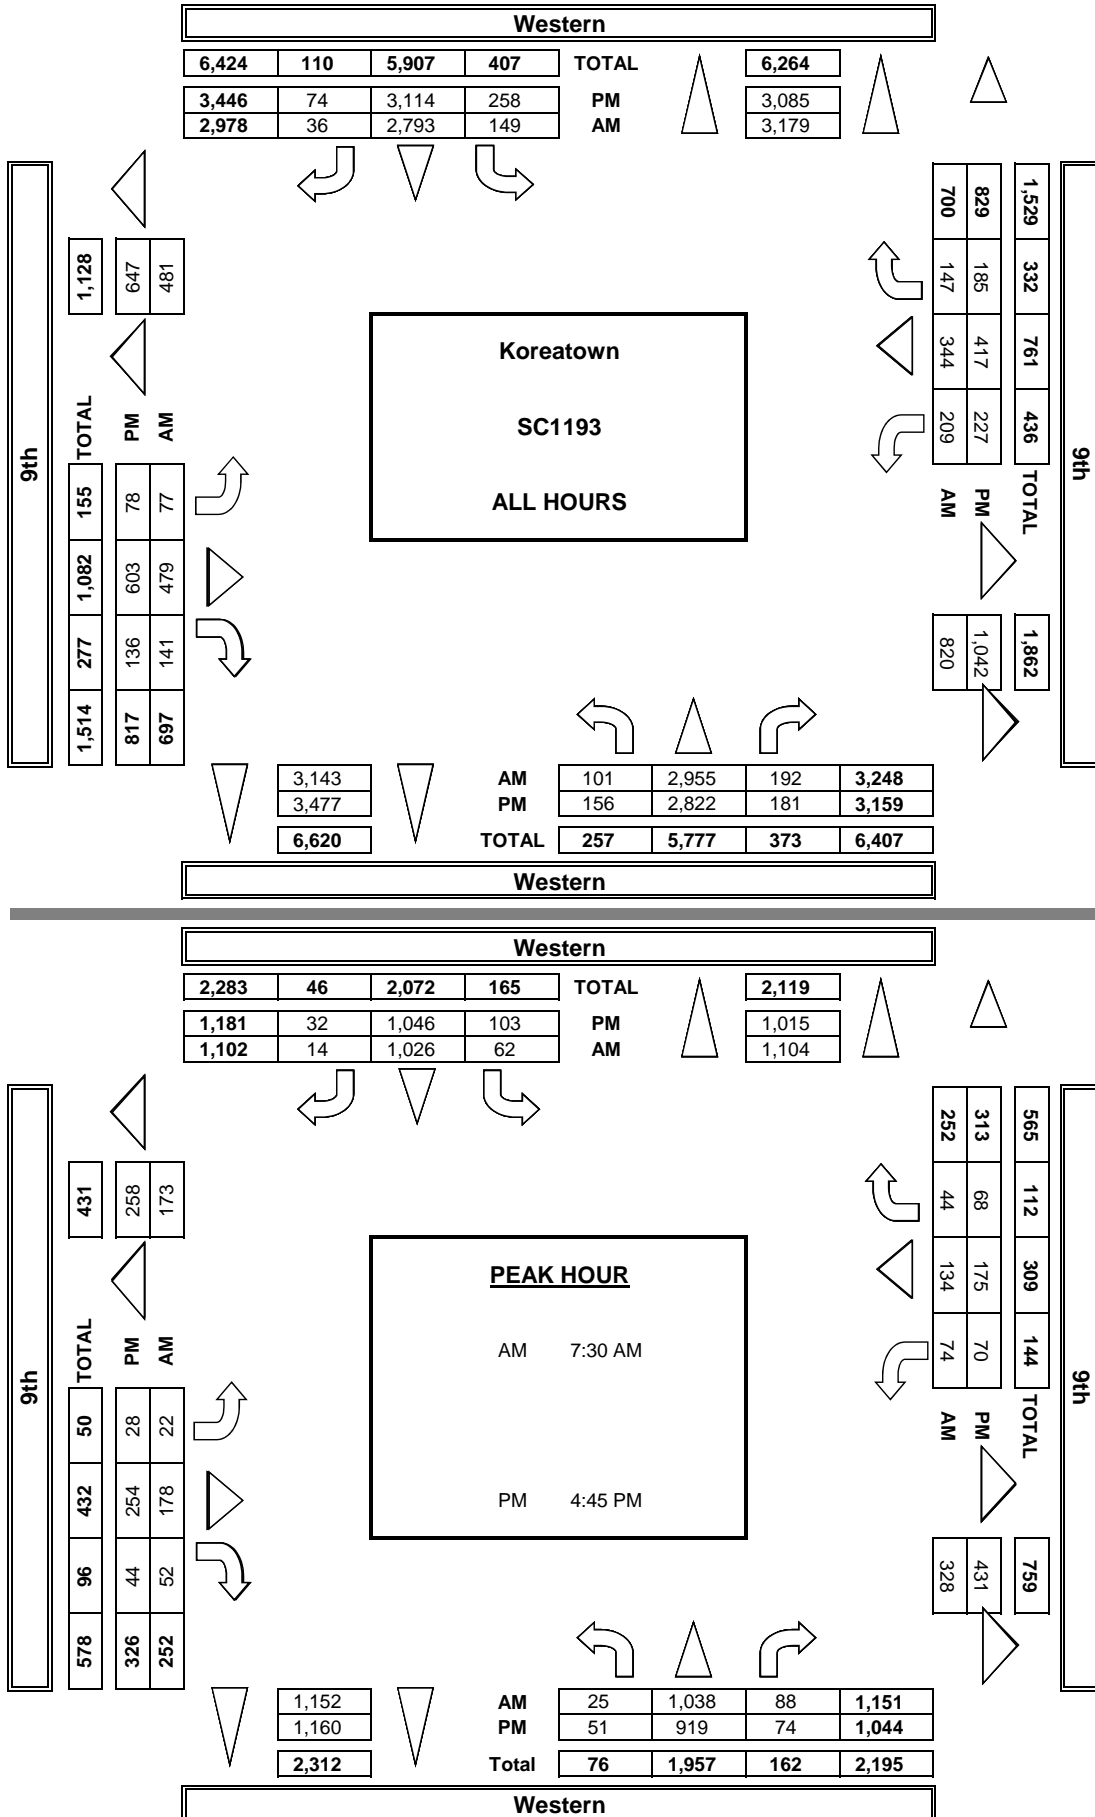 Western
6,424 110 5,907 407 TOTAL 6,264
3,446 74 3,114 258 PM 3,085
2,978 36 2,793 149 AM 3,179
9th
1,128 647 481
TOTAL PM AM
155 78 77
1,082 603 479
277 136 141
1,514 817 697
Koreatown
SC1193
ALL HOURS
700 829 1,529
147 185 332
344 417 761
209 227 436
AM PM TOTAL
820 1,042 1,862
9th
3,143 AM 101 2,955 192 3,248
3,477 PM 156 2,822 181 3,159
6,620 TOTAL 257 5,777 373 6,407
Western
Western
2,283 46 2,072 165 TOTAL 2,119
1,181 32 1,046 103 PM 1,015
1,102 14 1,026 62 AM 1,104
9th
431 258 173
TOTAL PM AM
50 28 22
432 254 178
96 44 52
578 326 252
PEAK HOUR
AM 7:30 AM
PM 4:45 PM
252 313 565
44 68 112
134 175 309
74 70 144
AM PM TOTAL
328 431 759
9th
1,152 AM 25 1,038 88 1,151
1,160 PM 51 919 74 1,044
2,312 Total 76 1,957 162 2,195
Western